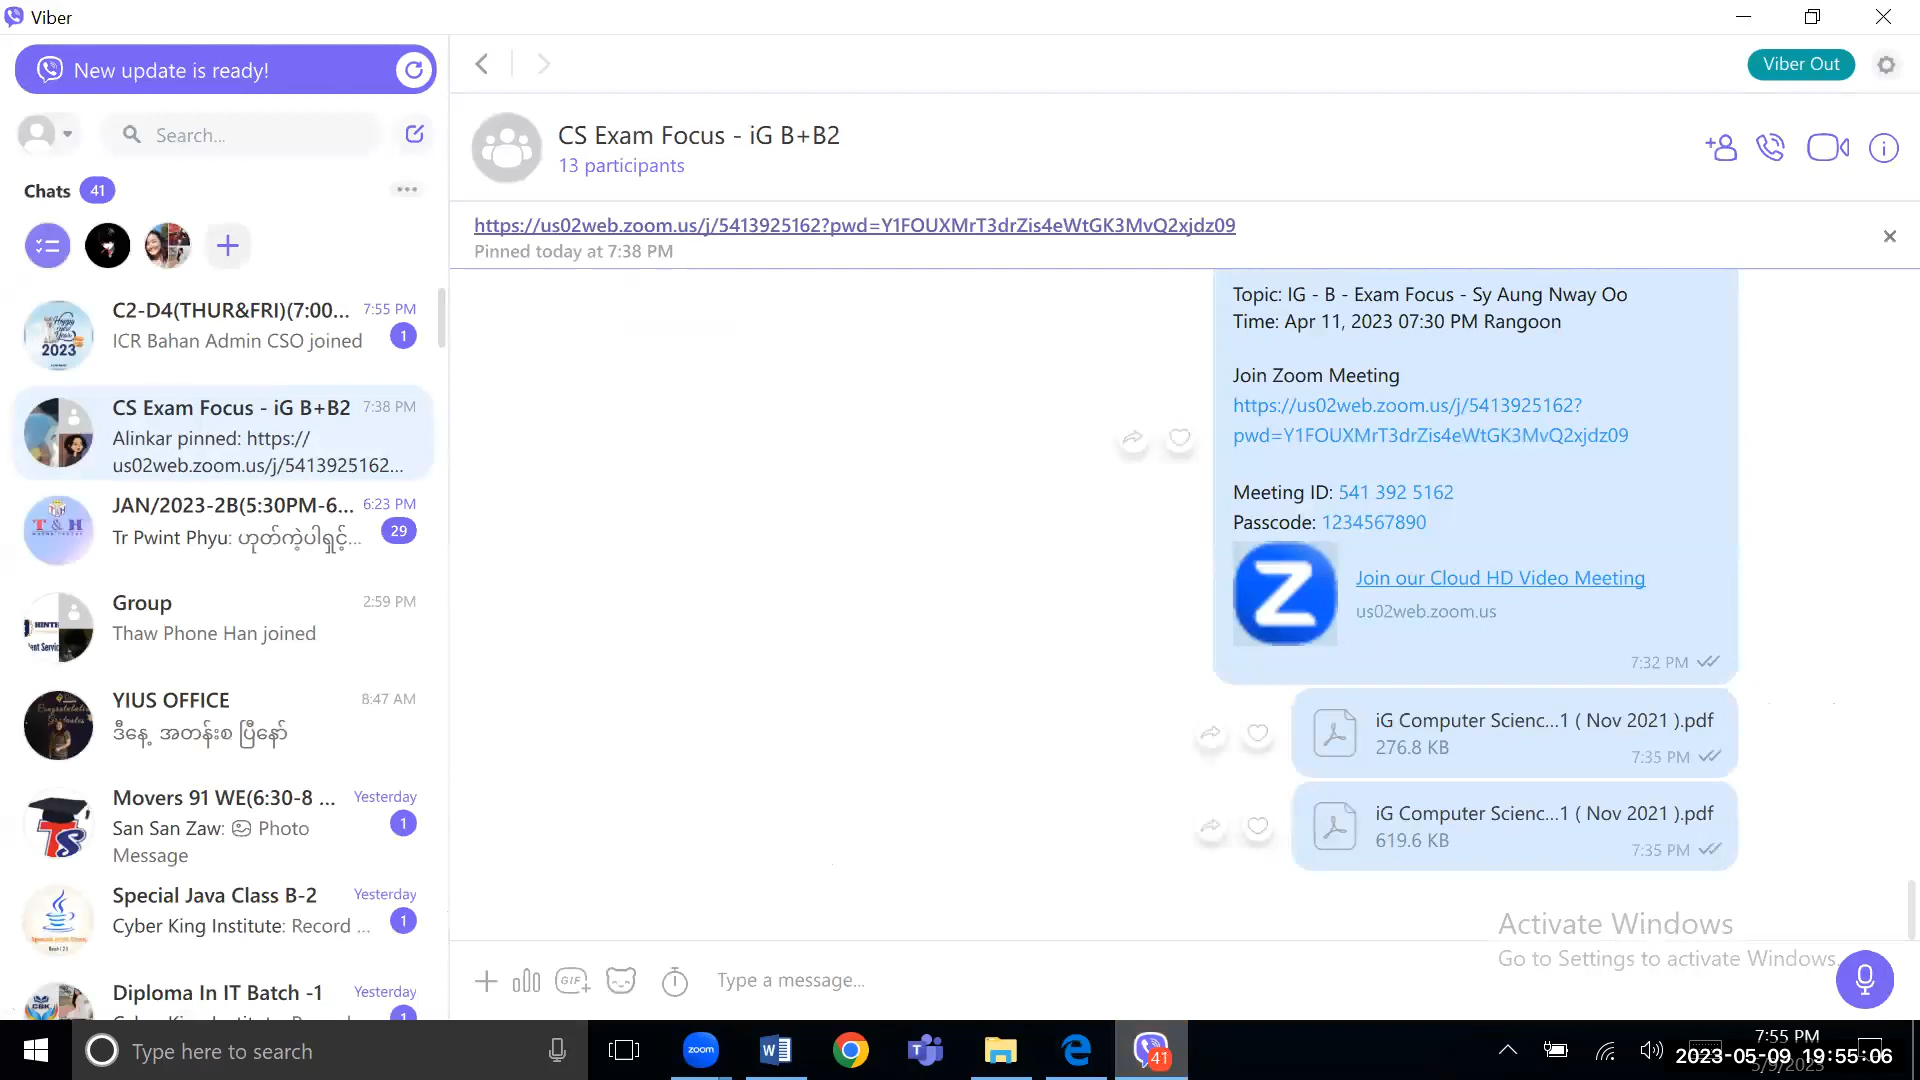 Viber
New update is ready!
Viber Out
Search...
Chats 41
CS Exam Focus - iG B+B2
13 participants
https://us02web.zoom.us/j/5413925162?pwd=Y1FOUXMrT3drZis4eWtGK3MvQ2xjdz09
Pinned today at 7:38 PM
C2-D4(THUR&FRI)(7:00... 7:55 PM
ICR Bahan Admin CSO joined 1
HAPPY New Year 2023
CS Exam Focus - iG B+B2 7:38 PM
Alinkar pinned: https://
us02web.zoom.us/j/5413925162...
JAN/2023-2B(5:30PM-6... 6:23 PM
Tr Pwint Phyu: ဟုတ်ကဲ့ပါရှင့်... 29
T & H
Group 2:59 PM
Thaw Phone Han joined
YIUS OFFICE 8:47 AM
ဒီနေ့ အတန်းစ ပြီနော်
Movers 91 WE(6:30-8 ... Yesterday
San San Zaw: Photo 1
Message
TS
Special Java Class B-2 Yesterday
Cyber King Institute: Record ... 1
Diploma In IT Batch -1 Yesterday
1
Topic: IG - B - Exam Focus - Sy Aung Nway Oo
Time: Apr 11, 2023 07:30 PM Rangoon
Join Zoom Meeting
https://us02web.zoom.us/j/5413925162?
pwd=Y1FOUXMrT3drZis4eWtGK3MvQ2xjdz09
Meeting ID: 541 392 5162
Passcode: 1234567890
Join our Cloud HD Video Meeting
us02web.zoom.us
7:32 PM
iG Computer Scienc...1 ( Nov 2021 ).pdf
276.8 KB
7:35 PM
iG Computer Scienc...1 ( Nov 2021 ).pdf
619.6 KB
7:35 PM
Activate Windows
Go to Settings to activate Windows.
GIF
Type a message...
Type here to search
zoom
41
7:55 PM
2023-05-09 19:55:06
5/9/2023